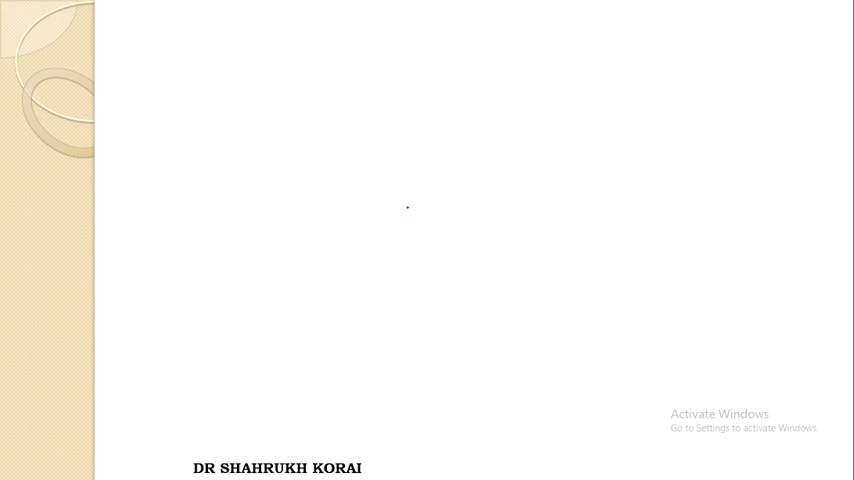 Activate Windows
Go to Settings to activate Windows.
DR SHAHRUKH KORAI